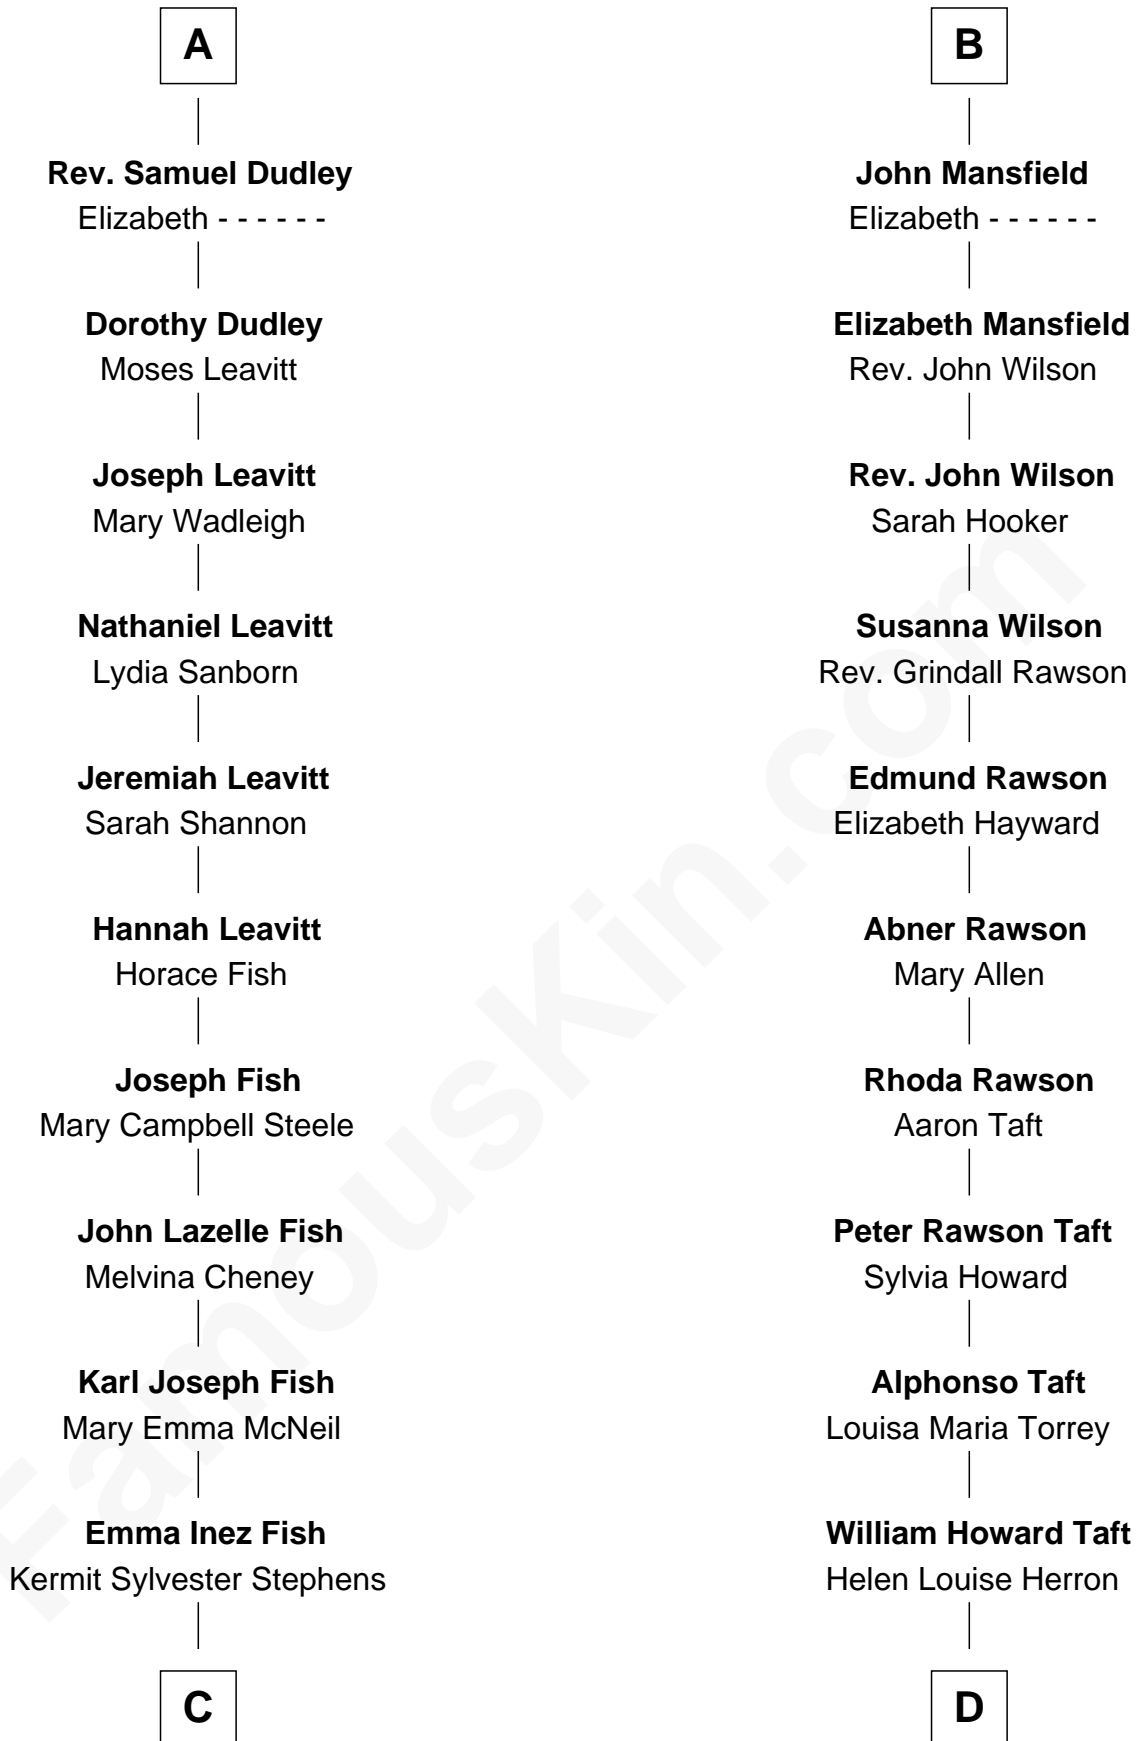 A
Rev. Samuel Dudley
Elizabeth - - - - - -
Dorothy Dudley
Moses Leavitt
Joseph Leavitt
Mary Wadleigh
Nathaniel Leavitt
Lydia Sanborn
Jeremiah Leavitt
Sarah Shannon
Hannah Leavitt
Horace Fish
Joseph Fish
Mary Campbell Steele
John Lazelle Fish
Melvina Cheney
Karl Joseph Fish
Mary Emma McNeil
Emma Inez Fish
Kermit Sylvester Stephens
C
B
John Mansfield
Elizabeth - - - - - -
Elizabeth Mansfield
Rev. John Wilson
Rev. John Wilson
Sarah Hooker
Susanna Wilson
Rev. Grindall Rawson
Edmund Rawson
Elizabeth Hayward
Abner Rawson
Mary Allen
Rhoda Rawson
Aaron Taft
Peter Rawson Taft
Sylvia Howard
Alphonso Taft
Louisa Maria Torrey
William Howard Taft
Helen Louise Herron
D
FamousKin.com